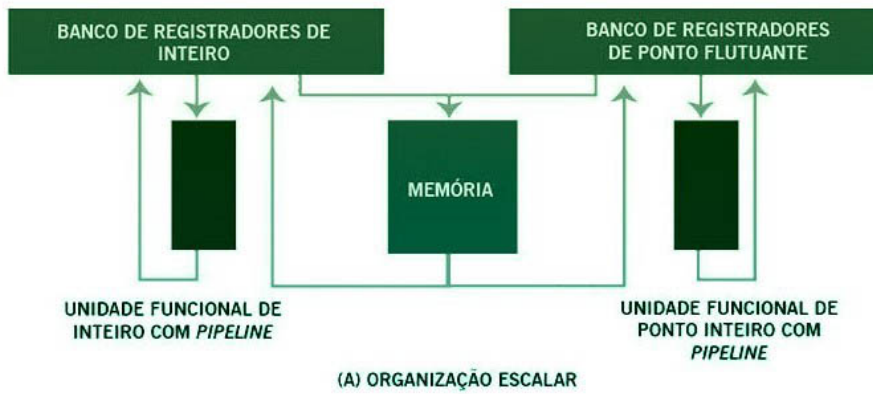 BANCO DE REGISTRADORES DE
INTEIRO
BANCO DE REGISTRADORES
DE PONTO FLUTUANTE
MEMÓRIA
UNIDADE FUNCIONAL DE
INTEIRO COM PIPELINE
UNIDADE FUNCIONAL DE
PONTO INTEIRO COM
PIPELINE
(A) ORGANIZAÇÃO ESCALAR